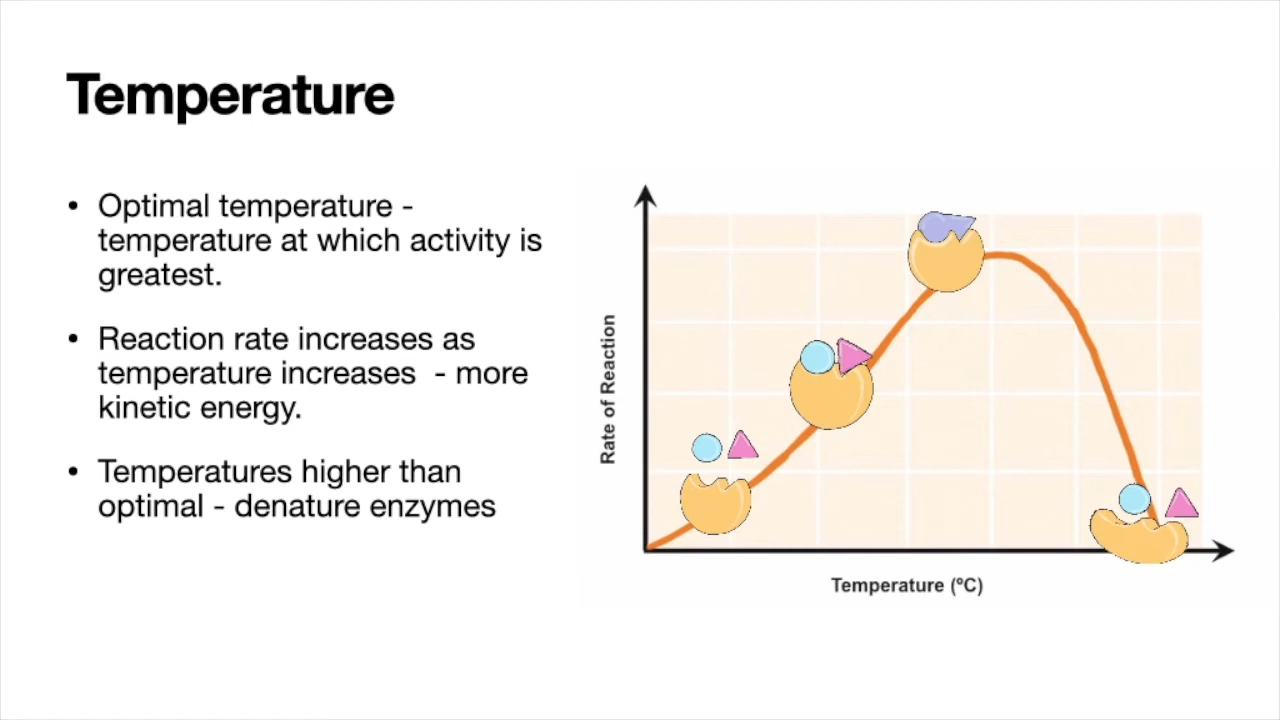 Temperature
• Optimal temperature -
temperature at which activity is
greatest.
• Reaction rate increases as
temperature increases  - more
kinetic energy.
• Temperatures higher than
optimal - denature enzymes
Rate of Reaction
Temperature (ºC)